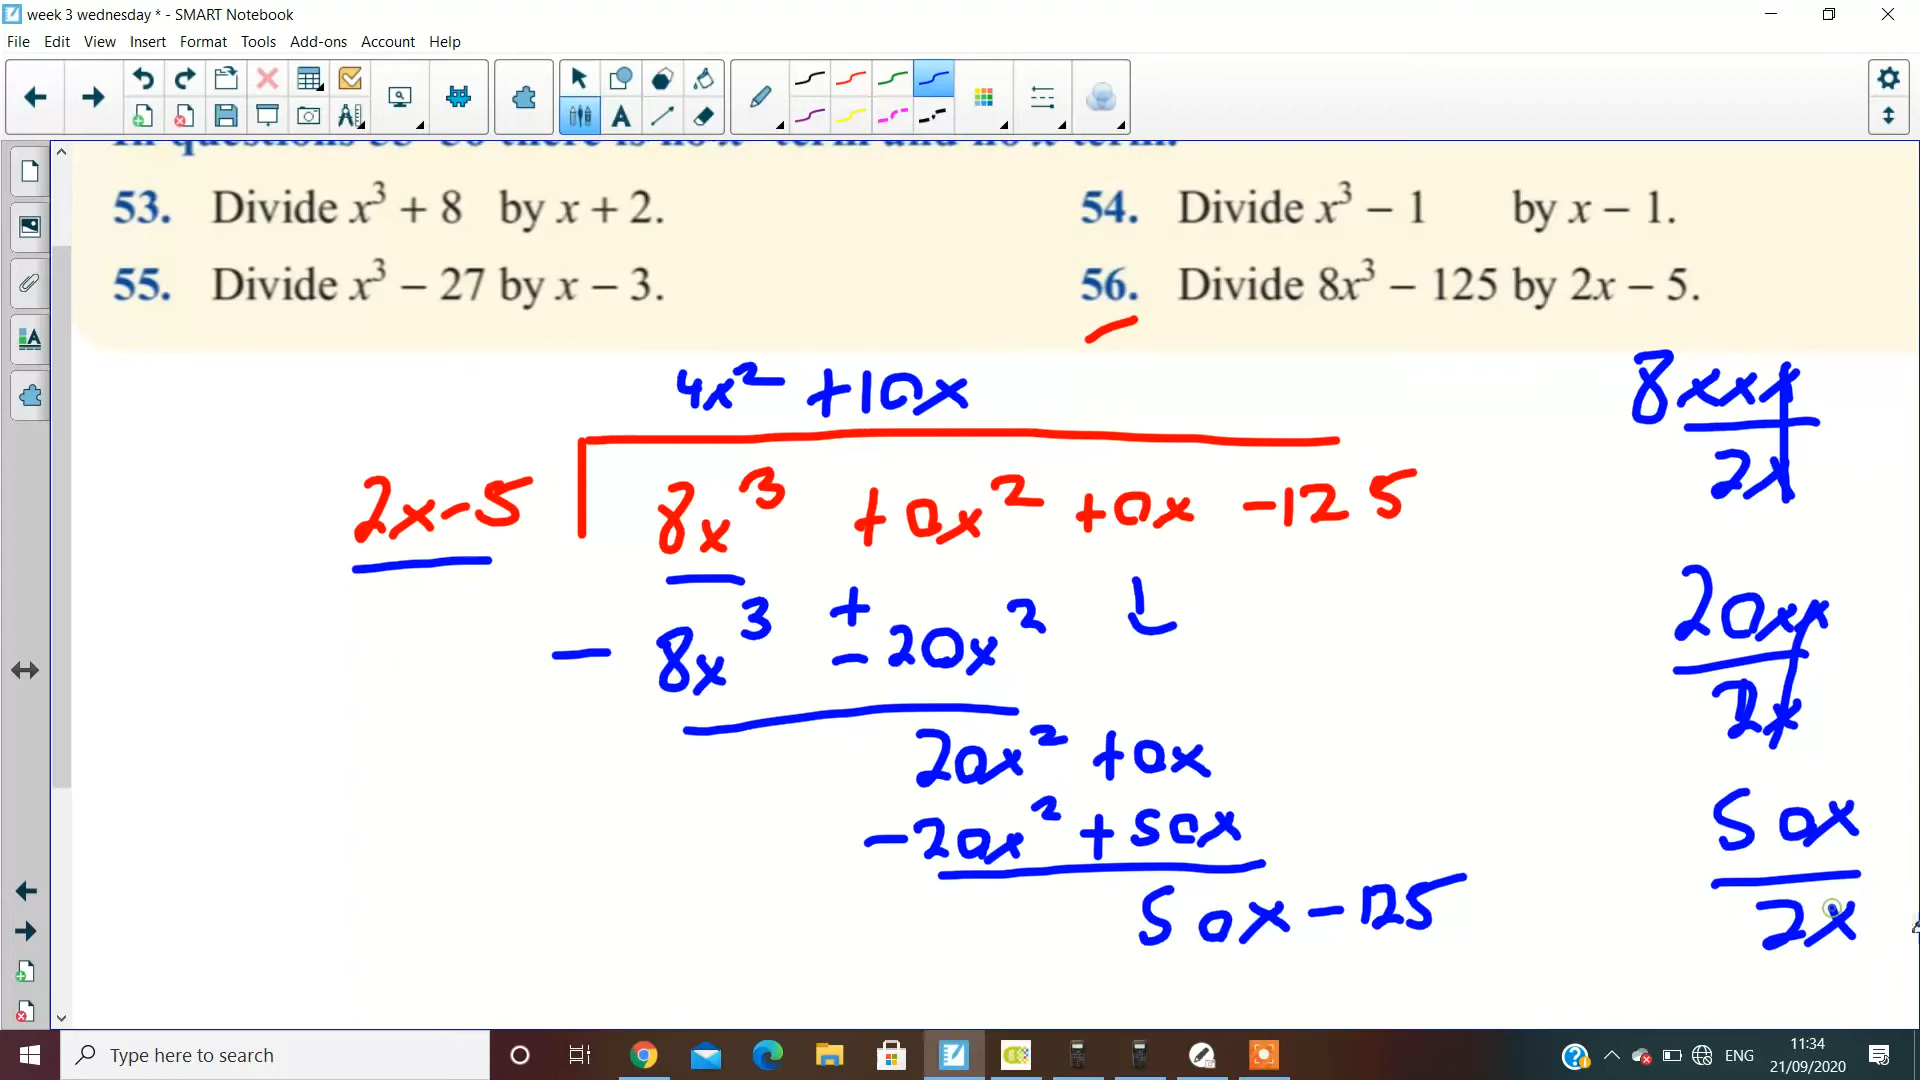 week 3 wednesday * - SMART Notebook
File Edit View Insert Format Tools Add-ons Account Help
53. Divide x³ + 8 by x + 2.
54. Divide x³ − 1 by x − 1.
55. Divide x³ − 27 by x − 3.
56. Divide 8x³ − 125 by 2x − 5.
4x² +10x
2x-5
8x³ +0x² +0x -125
- 8x³ ± 20x²
20x² +0x
-20x² +50x
50x-125
8xxx
2x
20xx
2x
50x
2x
Type here to search
ENG
11:34
21/09/2020